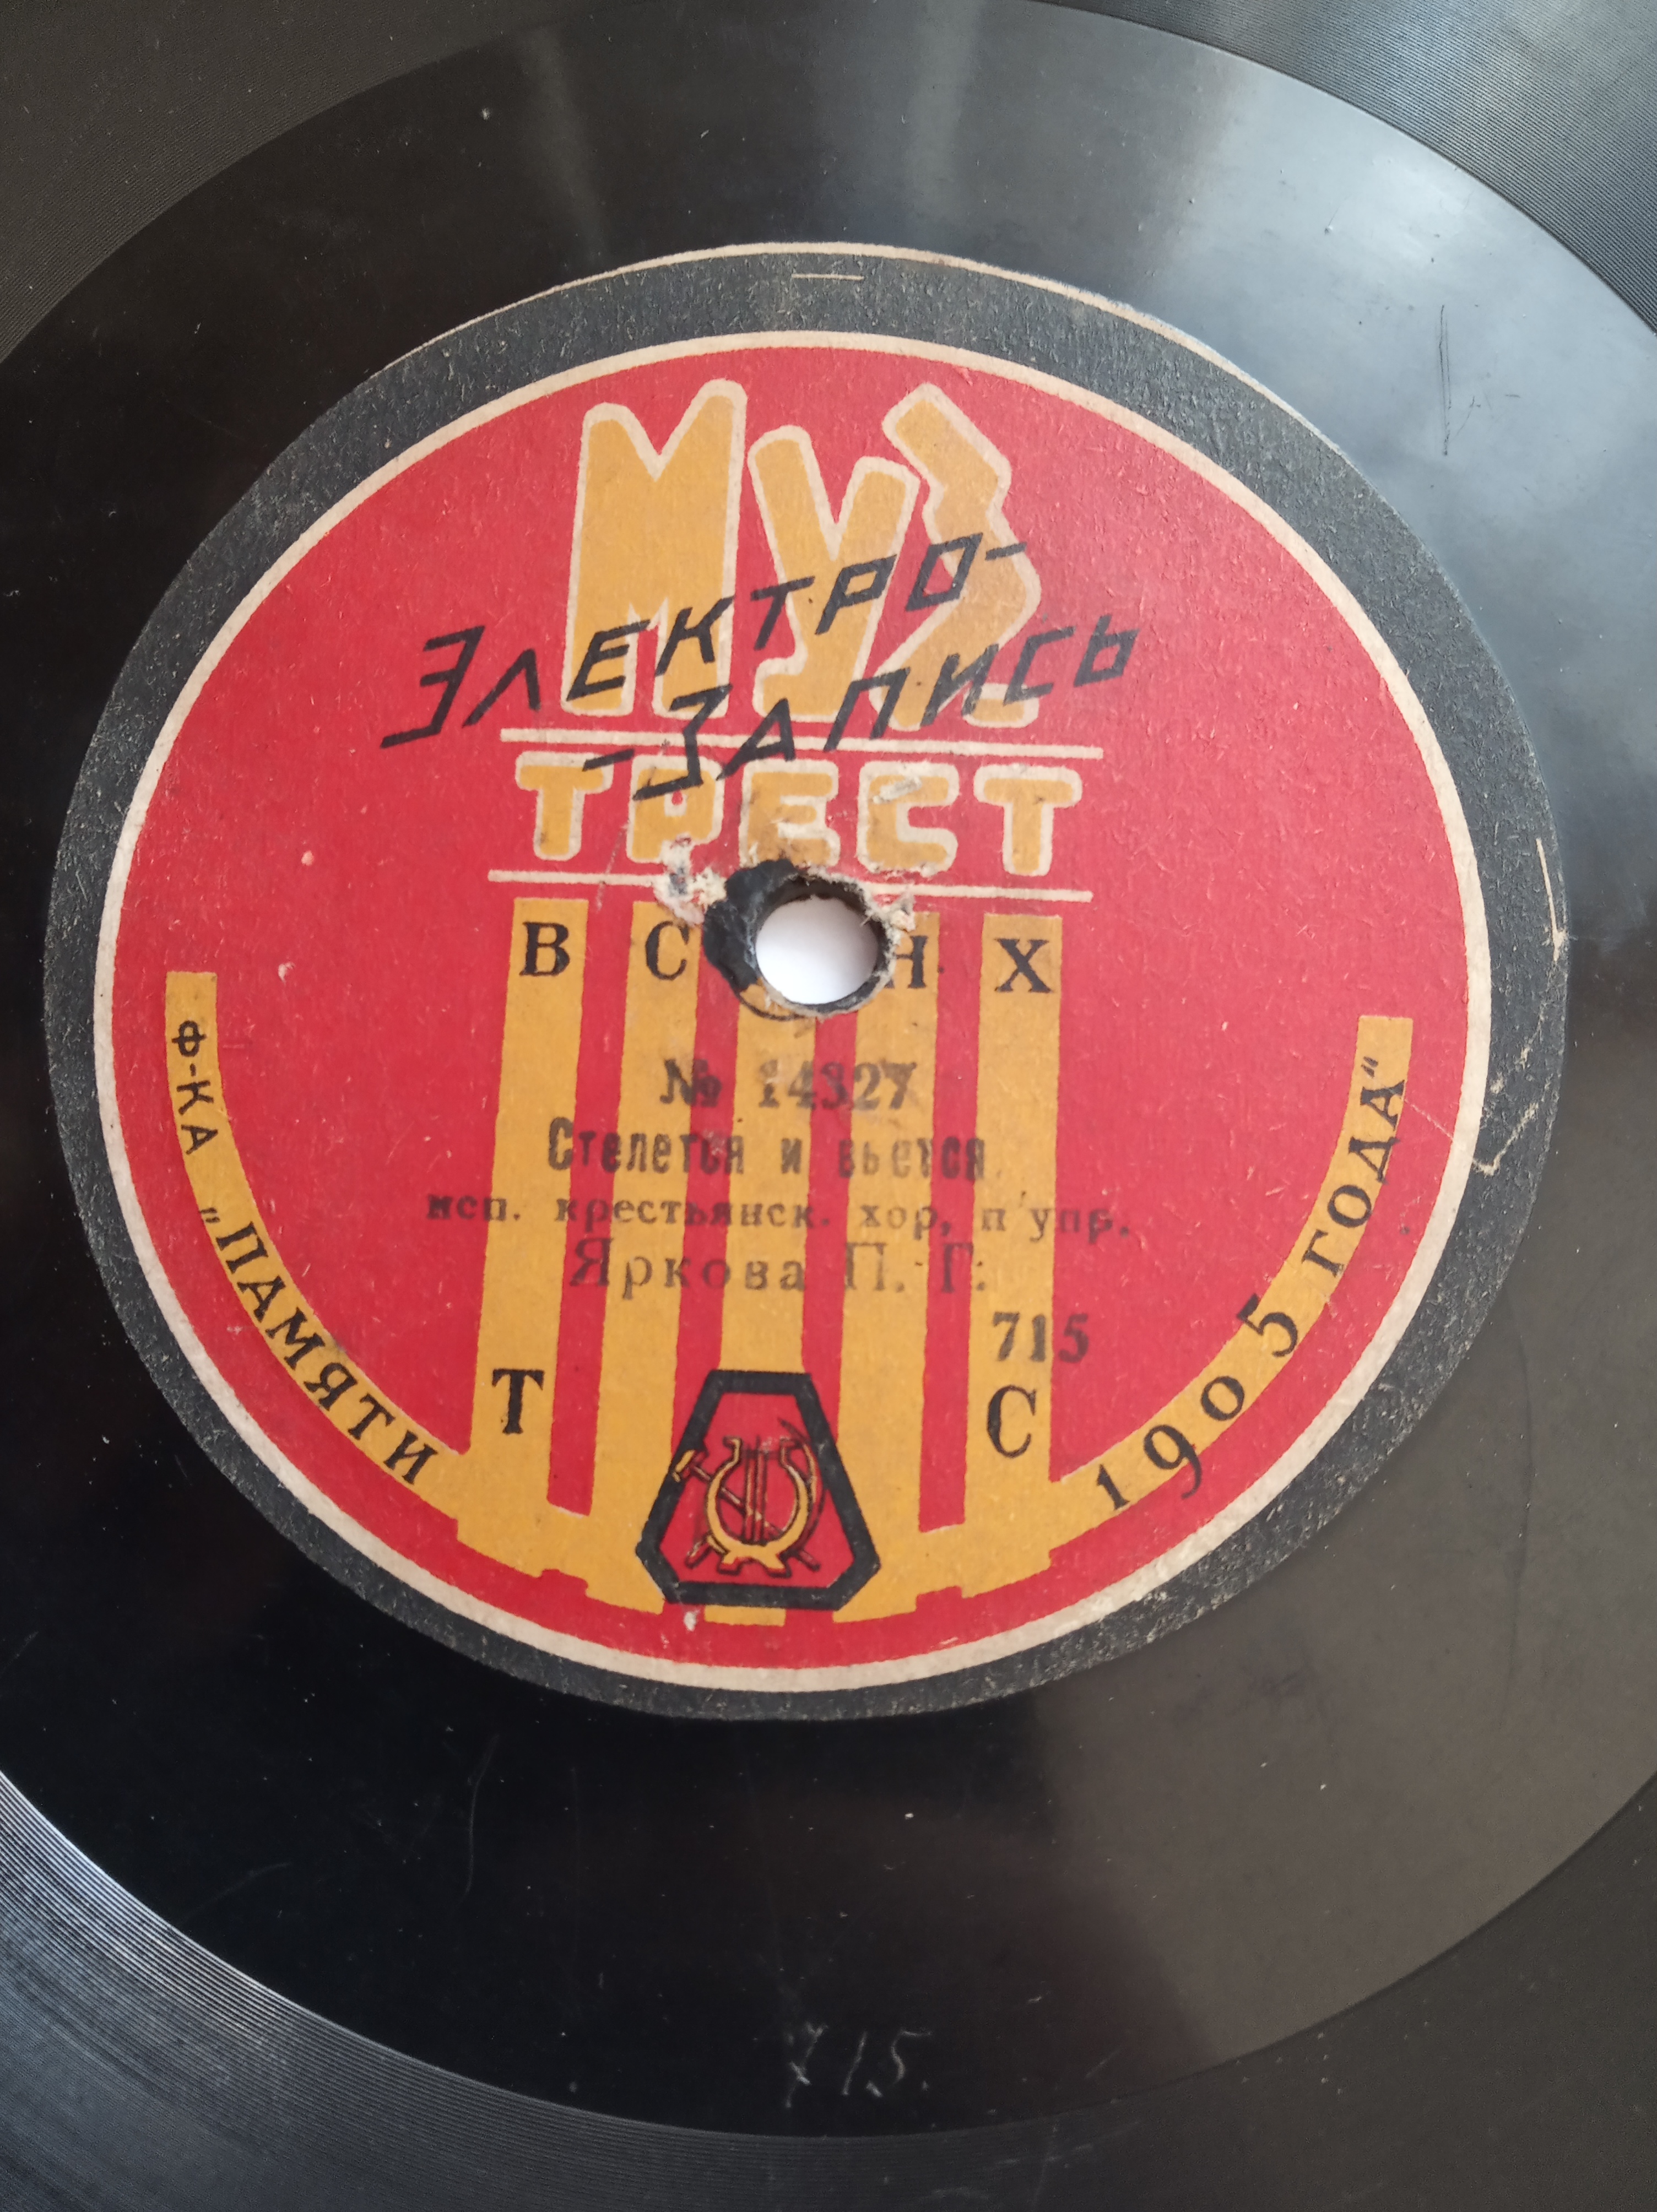 МУЗ
ЭЛЕКТРО-
-ЗАПИСЬ
ТРЕСТ
В С Н Х
№ 14327
Стелется и вьется
исп. крестьянск. хор, п/упр.
Яркова П. Г.
715
Т С
Ф-КА „ПАМЯТИ 1905 ГОДА"
715.